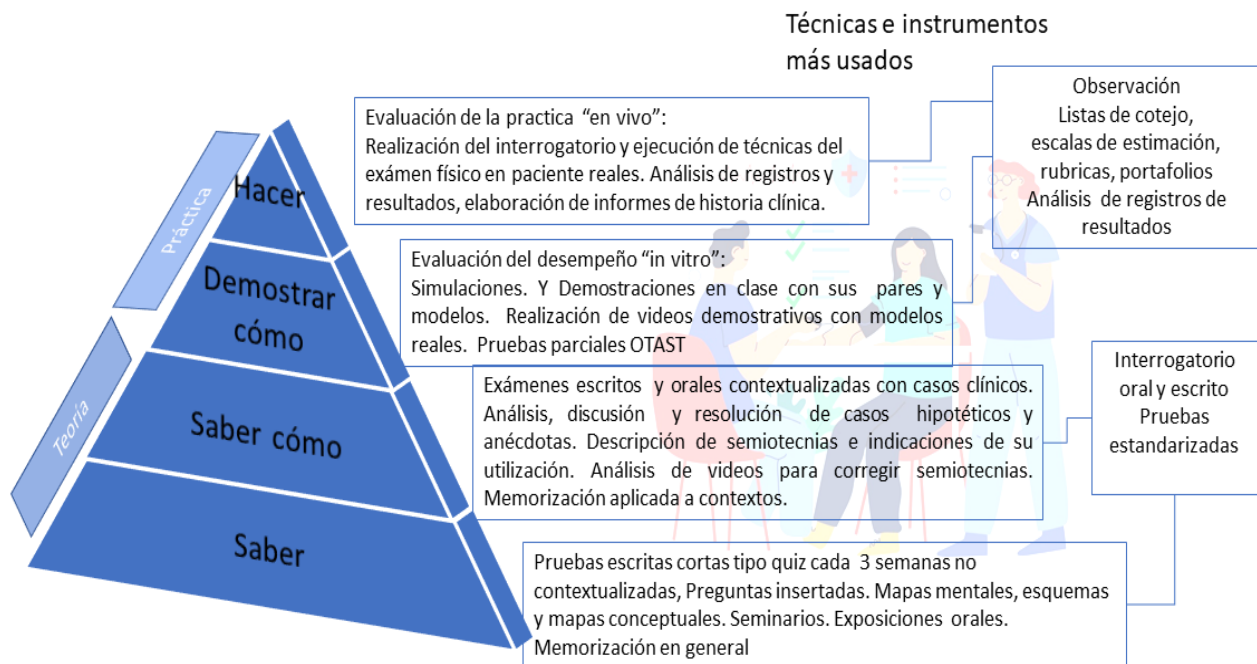 Técnicas e instrumentos
más usados
Observación
Listas de cotejo,
escalas de estimación,
rubricas, portafolios
Análisis de registros de
resultados
Evaluación de la practica “en vivo”:
Realización del interrogatorio y ejecución de técnicas del
exámen físico en paciente reales. Análisis de registros y
resultados, elaboración de informes de historia clínica.
Práctica
Hacer
Evaluación del desempeño “in vitro”:
Simulaciones. Y Demostraciones en clase con sus pares y
modelos. Realización de videos demostrativos con modelos
reales. Pruebas parciales OTAST
Demostrar
cómo
Interrogatorio
oral y escrito
Pruebas
estandarizadas
Exámenes escritos y orales contextualizadas con casos clínicos.
Análisis, discusión y resolución de casos hipotéticos y
anécdotas. Descripción de semiotecnias e indicaciones de su
utilización. Análisis de videos para corregir semiotecnias.
Memorización aplicada a contextos.
Teoría
Saber cómo
Saber
Pruebas escritas cortas tipo quiz cada 3 semanas no
contextualizadas, Preguntas insertadas. Mapas mentales, esquemas
y mapas conceptuales. Seminarios. Exposiciones orales.
Memorización en general